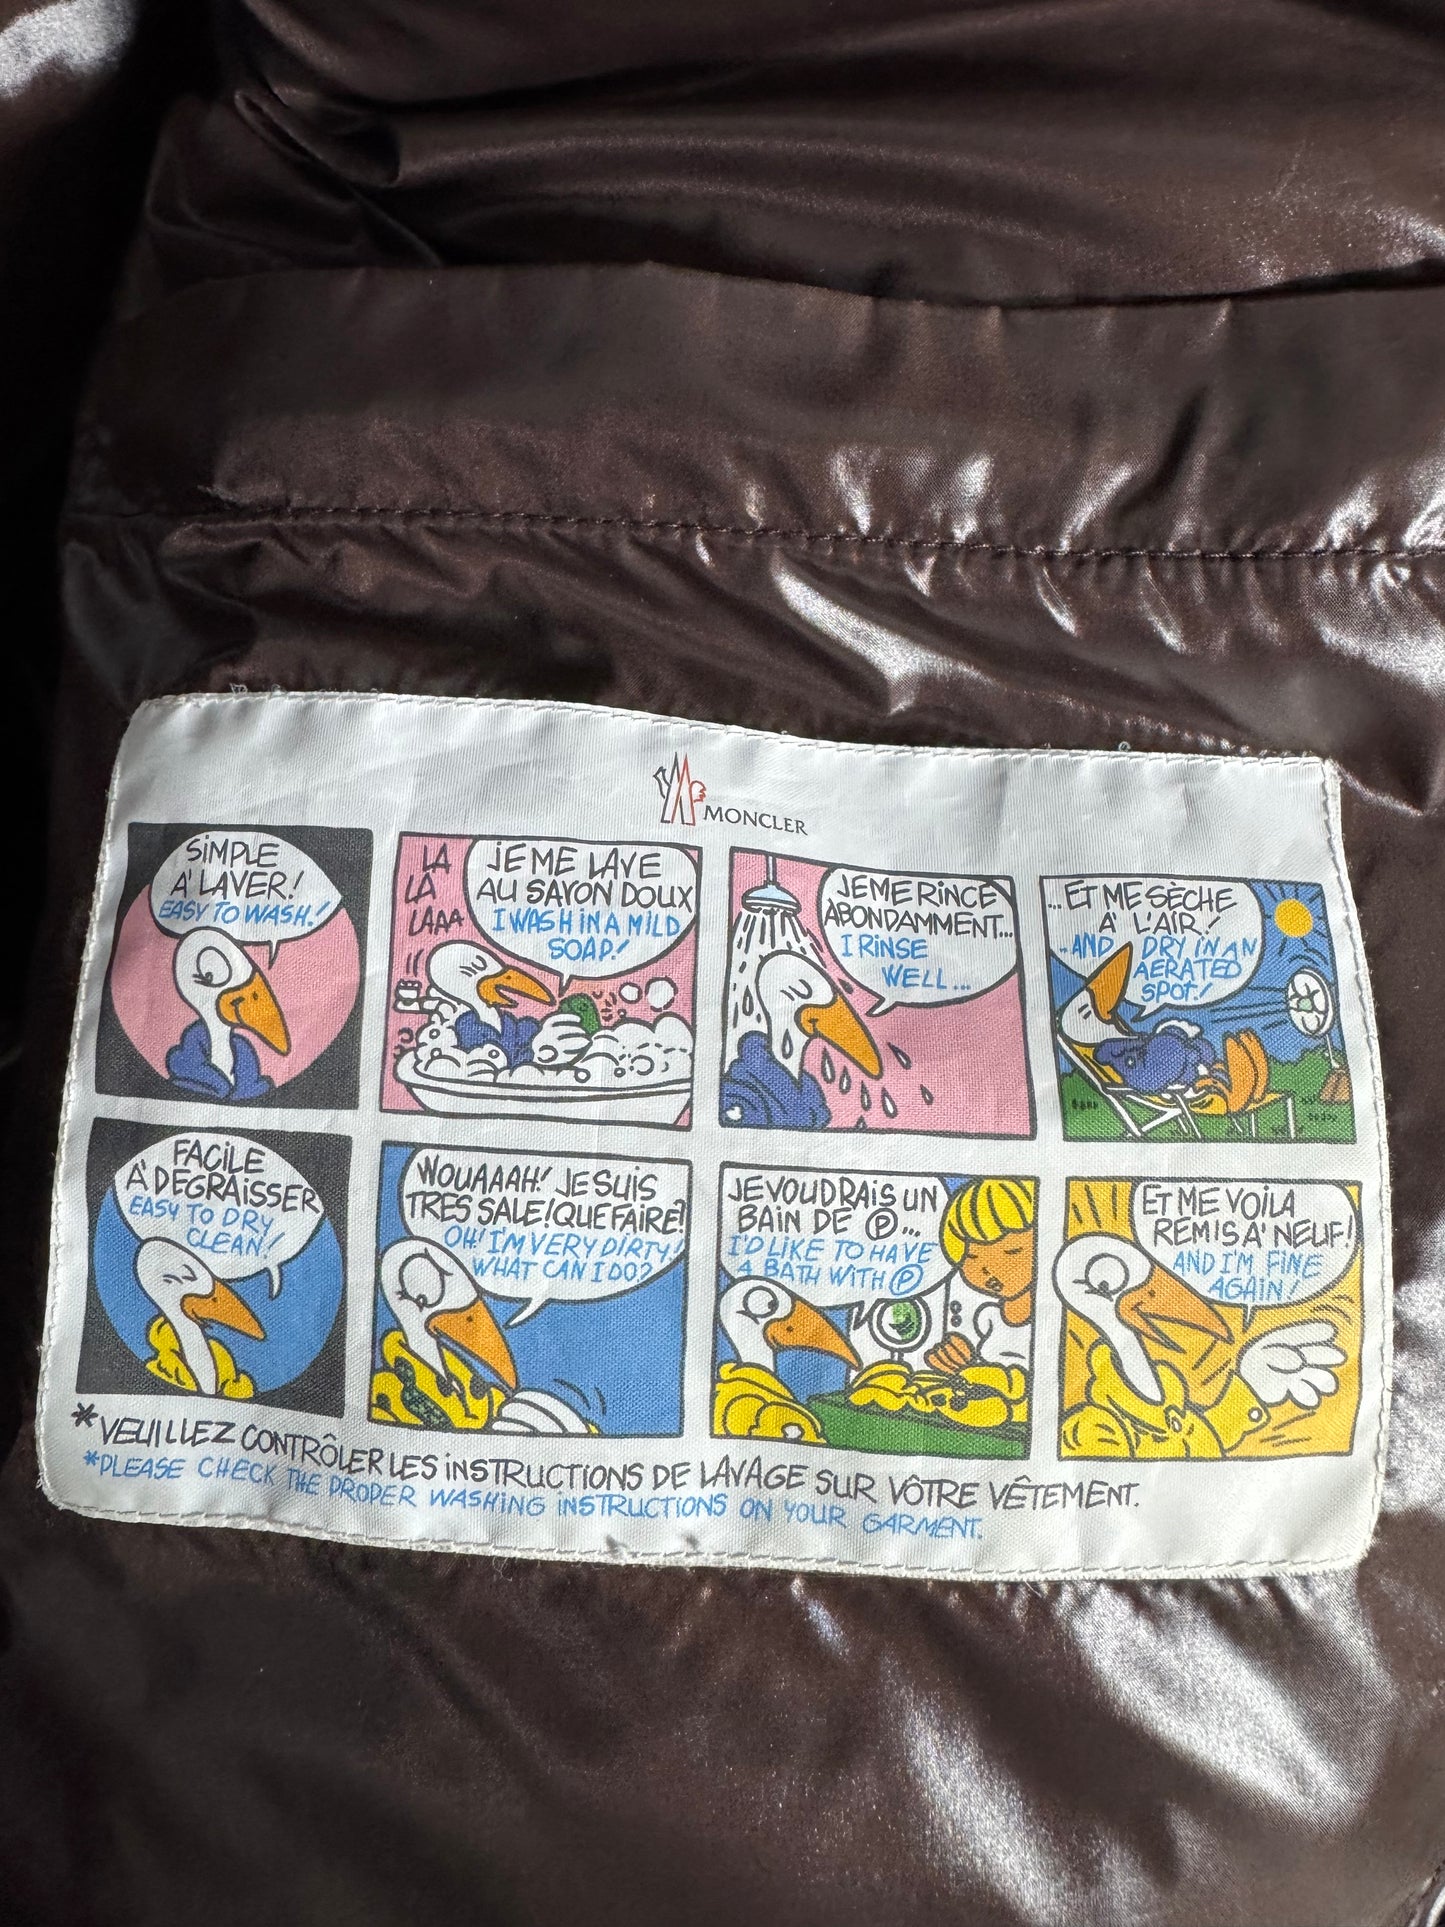 MONCLER
SiMPLE
A' LAVER!
EASY TO WASH!
LA
LÀ
LAAA
JE ME LAVE
AU SAVON DOUX
I WASH IN A MILD
SOAP!
JE ME RINCE
ABONDAMMENT...
I RINSE
WELL...
...ET ME SÈCHE
À L'AIR!
..AND DRY IN AN
AERATED
SPOT!
FACILE
A' DEGRAISSER
EASY TO DRY
CLEAN!
WOUAAAH! JE SUIS
TRES SALE! QUE FAIRE?
OH! I'M VERY DIRTY!
WHAT CAN I DO?
JE VOUDRAIS UN
BAIN DE Ⓟ...
I'D LIKE TO HAVE
A BATH WITH Ⓟ
ET ME VOILA
REMIS A' NEUF!
AND I'M FINE
AGAIN!
*VEUILLEZ CONTRÔLER LES INSTRUCTIONS DE LAVAGE SUR VÔTRE VÊTEMENT.
*PLEASE CHECK THE PROPER WASHING INSTRUCTIONS ON YOUR GARMENT.